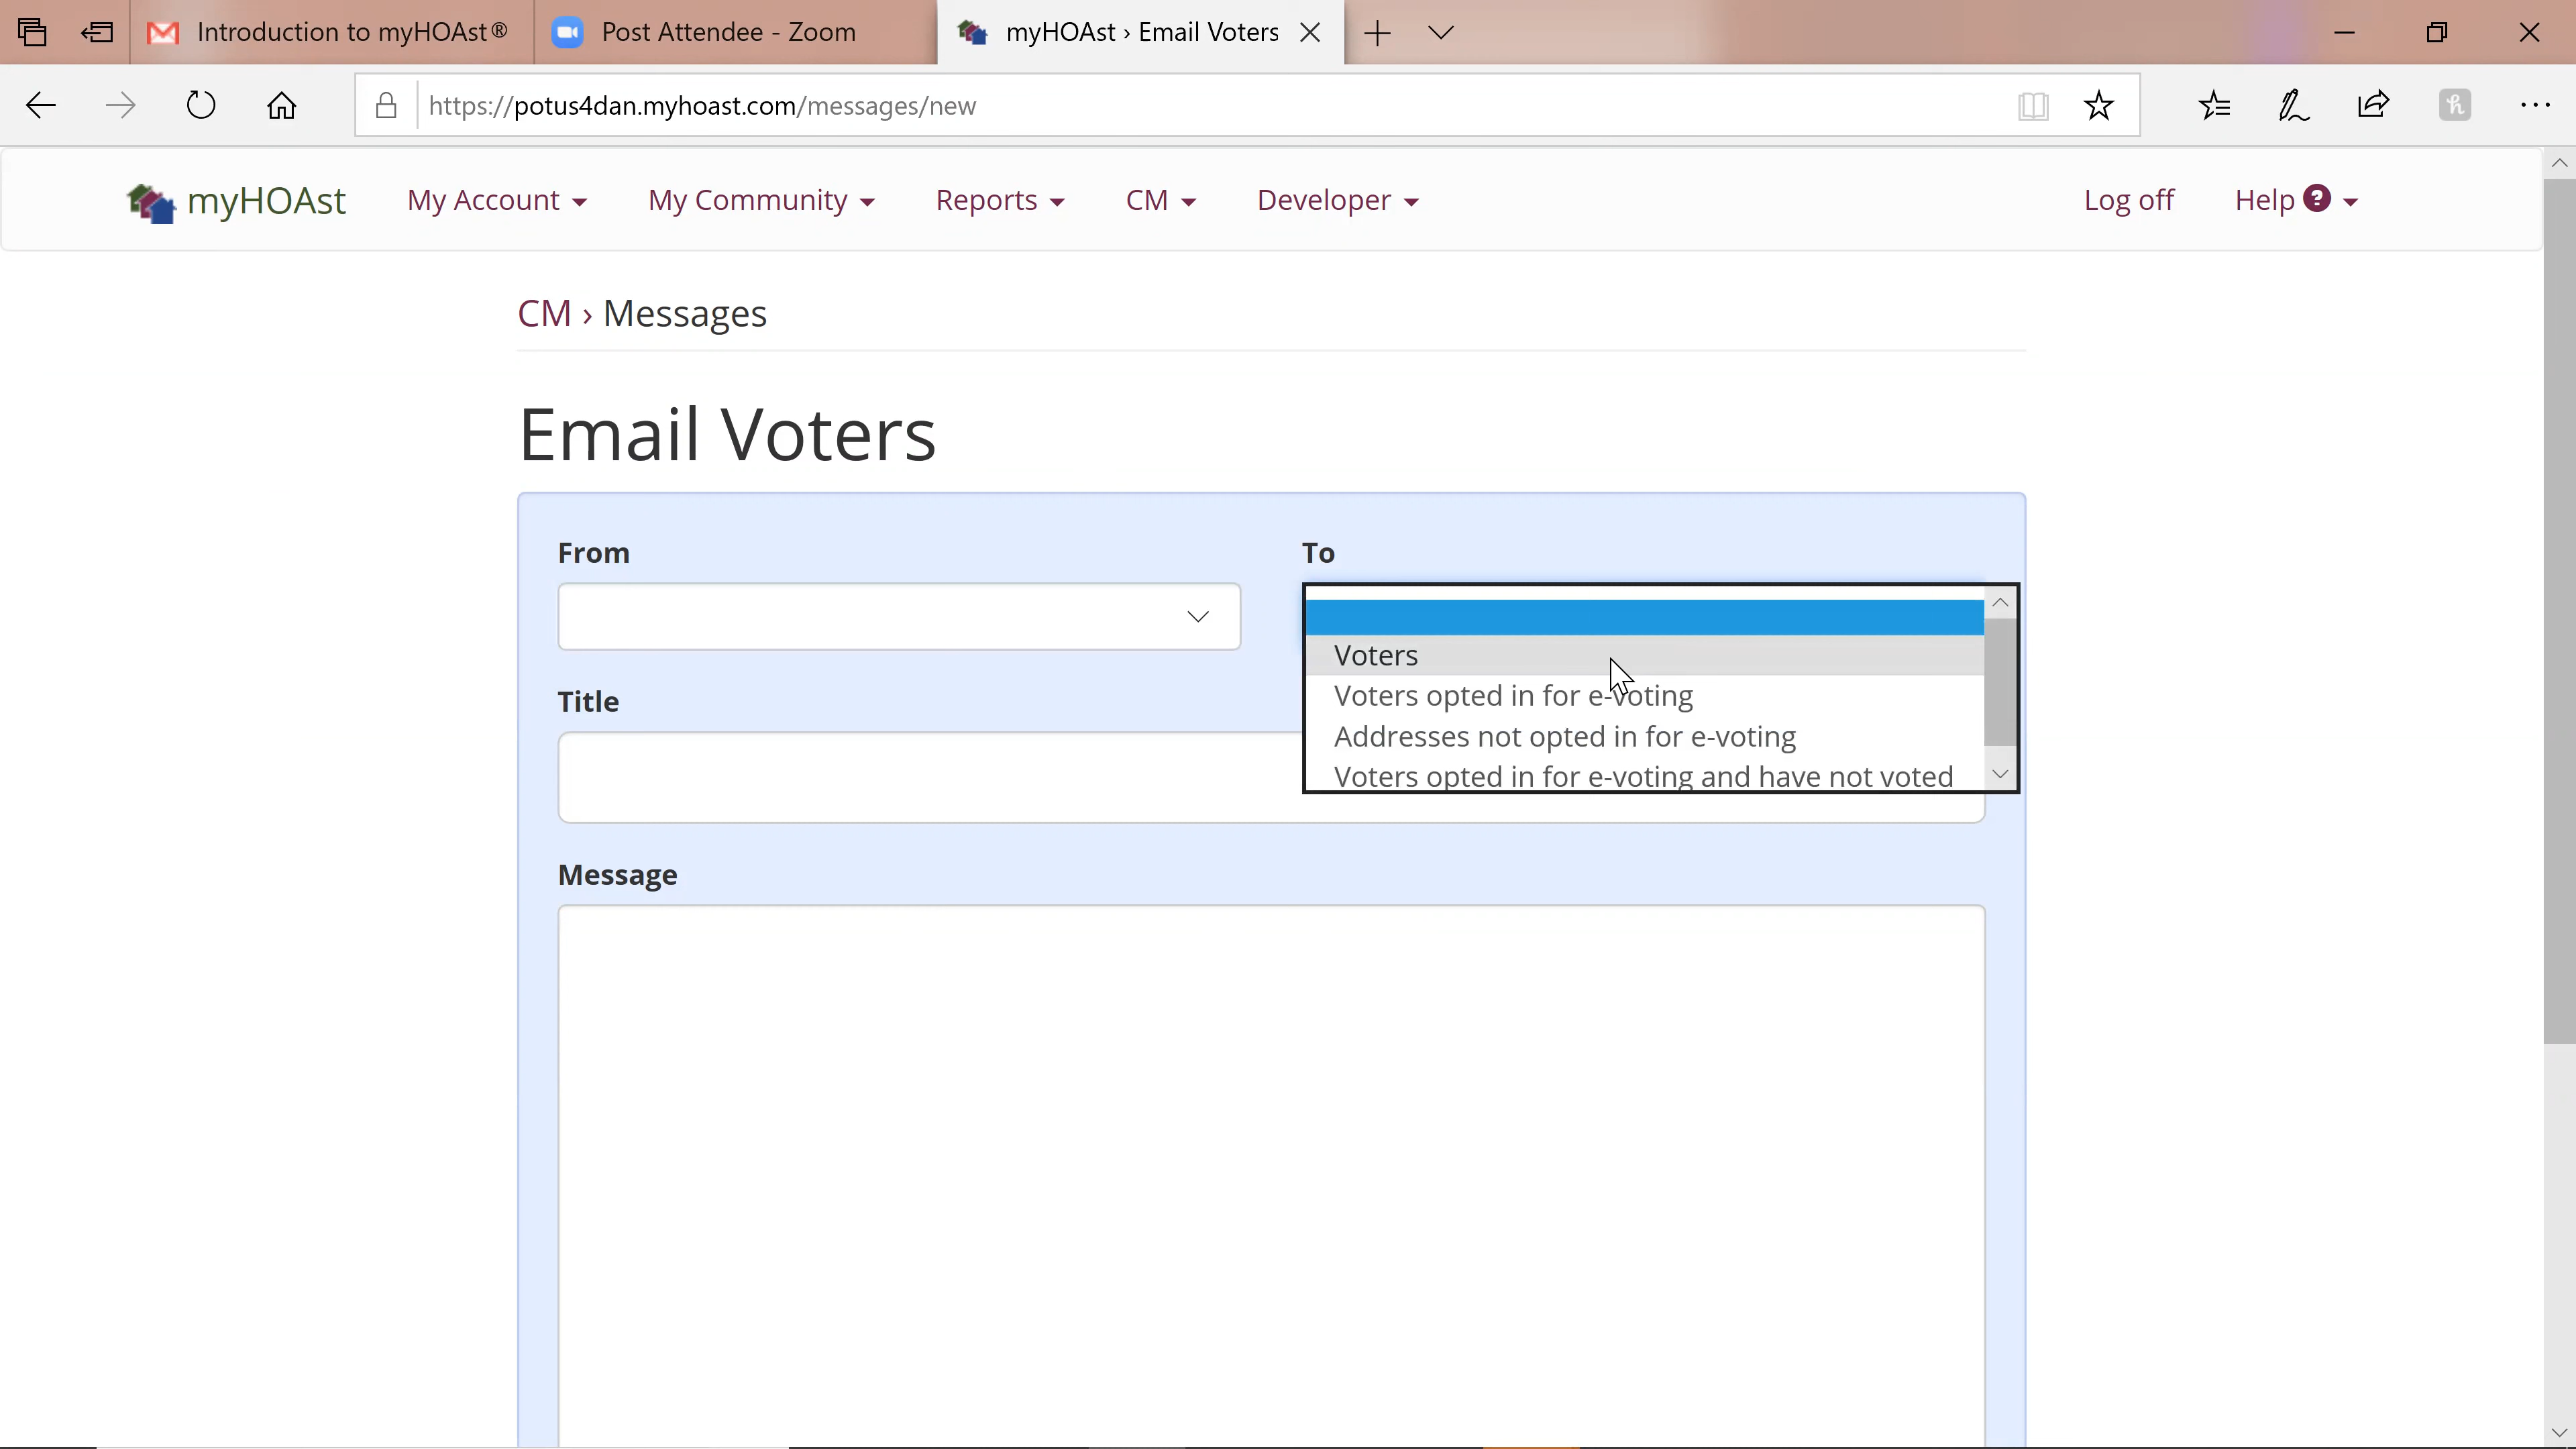 Introduction to myHOAst®
Post Attendee - Zoom
myHOAst › Email Voters
https://potus4dan.myhoast.com/messages/new
myHOAst My Account My Community Reports CM Developer Log off Help ?
CM › Messages
Email Voters
From
To
Voters
Voters opted in for e-voting
Addresses not opted in for e-voting
Voters opted in for e-voting and have not voted
Title
Message